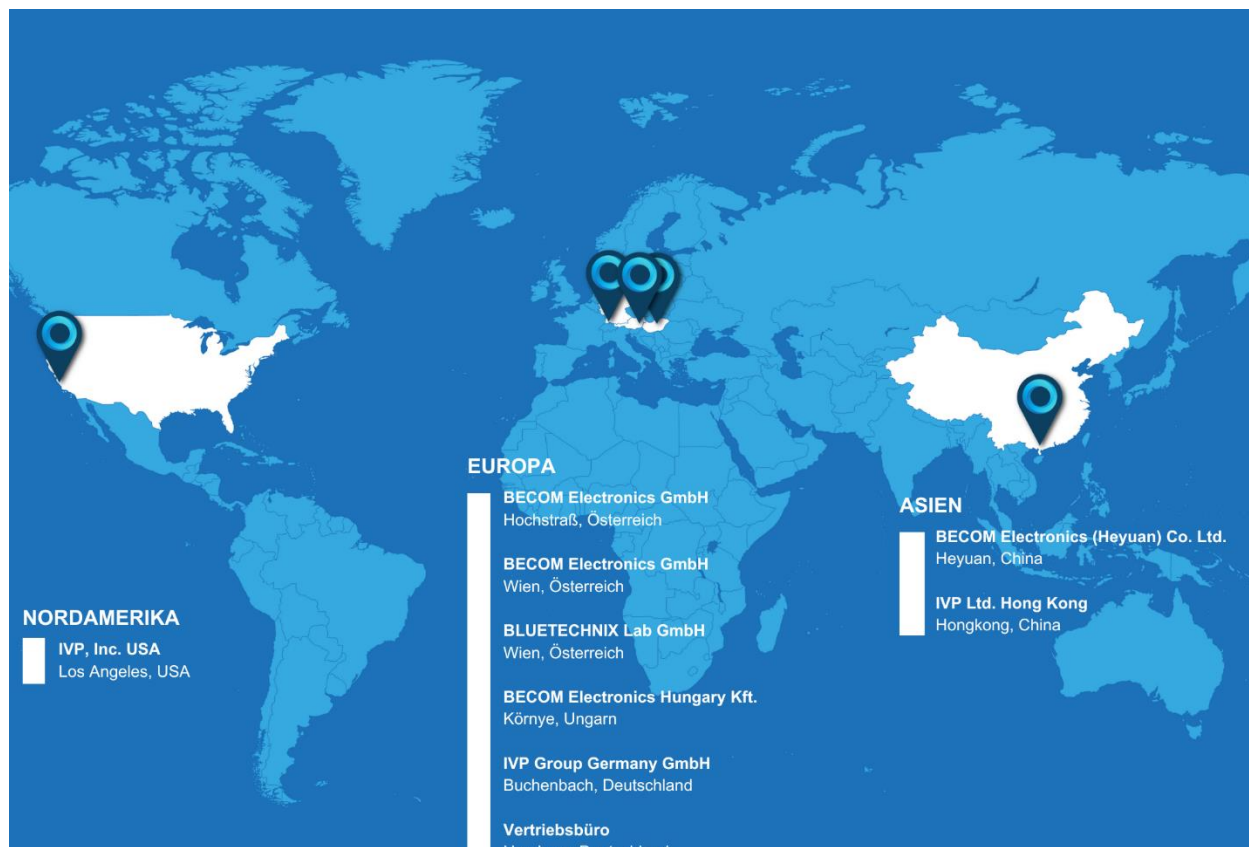 NORDAMERIKA
IVP, Inc. USA
Los Angeles, USA
EUROPA
BECOM Electronics GmbH
Hochstraß, Österreich
BECOM Electronics GmbH
Wien, Österreich
BLUETECHNIX Lab GmbH
Wien, Österreich
BECOM Electronics Hungary Kft.
Környe, Ungarn
IVP Group Germany GmbH
Buchenbach, Deutschland
Vertriebsbüro
ASIEN
BECOM Electronics (Heyuan) Co. Ltd.
Heyuan, China
IVP Ltd. Hong Kong
Hongkong, China